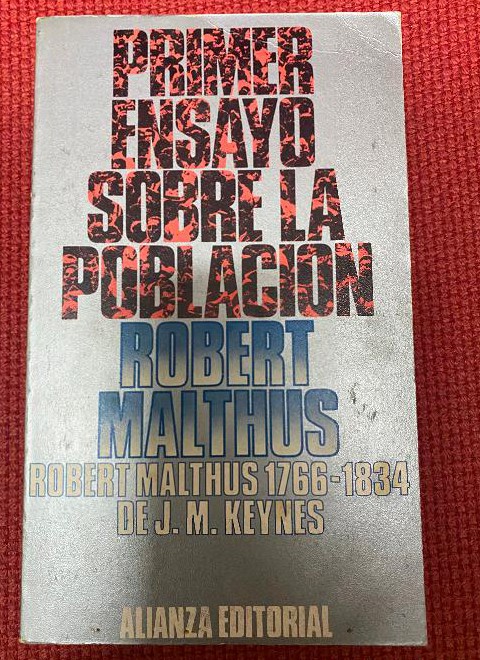 PRIMER
ENSAYO
SOBRE LA
POBLACION
ROBERT
MALTHUS
ROBERT MALTHUS 1766-1834
DE J. M. KEYNES
ALIANZA EDITORIAL